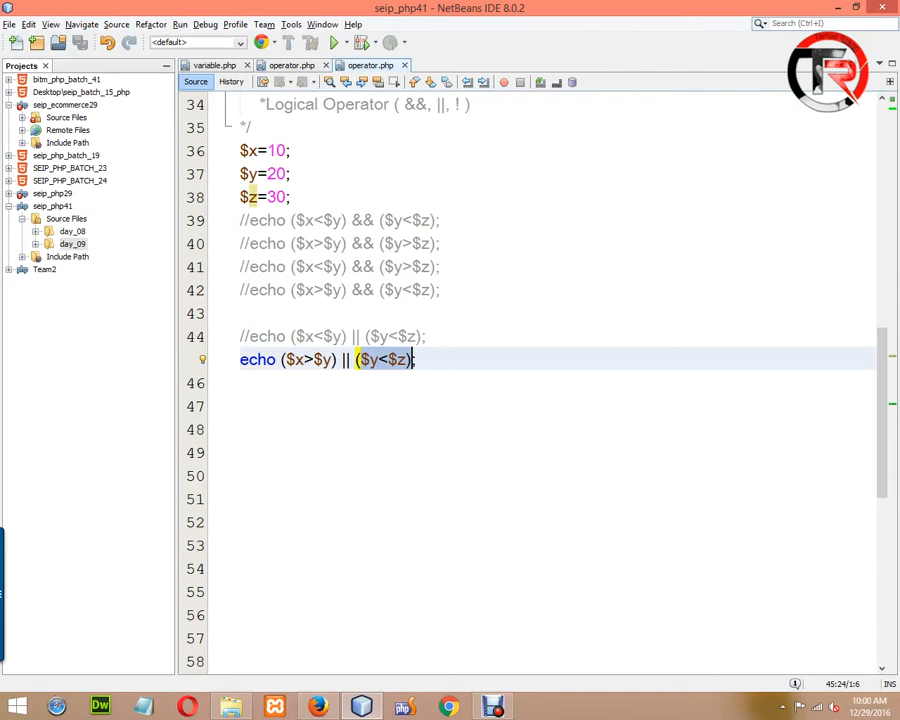 seip_php41 - NetBeans IDE 8.0.2
File Edit View Navigate Source Refactor Run Debug Profile Team Tools Window Help
Search (Ctrl+I)
<default>
Projects
variable.php
operator.php
operator.php
Source History
bitm_php_batch_41
Desktop\seip_batch_15_php
seip_ecommerce29
Source Files
Remote Files
Include Path
seip_php_batch_19
SEIP_PHP_BATCH_23
SEIP_PHP_BATCH_24
seip_php29
seip_php41
Source Files
day_08
day_09
Include Path
Team2
TR
34 *Logical Operator ( &&, ||, ! )
35 */
36 $x=10;
37 $y=20;
38 $z=30;
39 //echo ($x<$y) && ($y<$z);
40 //echo ($x>$y) && ($y>$z);
41 //echo ($x<$y) && ($y>$z);
42 //echo ($x>$y) && ($y<$z);
43
44 //echo ($x<$y) || ($y<$z);
echo ($x>$y) || ($y<$z);
46
47
48
49
50
51
52
53
54
55
56
57
58
45:24/1:6 INS
Dw
php
10:00 AM
12/29/2016